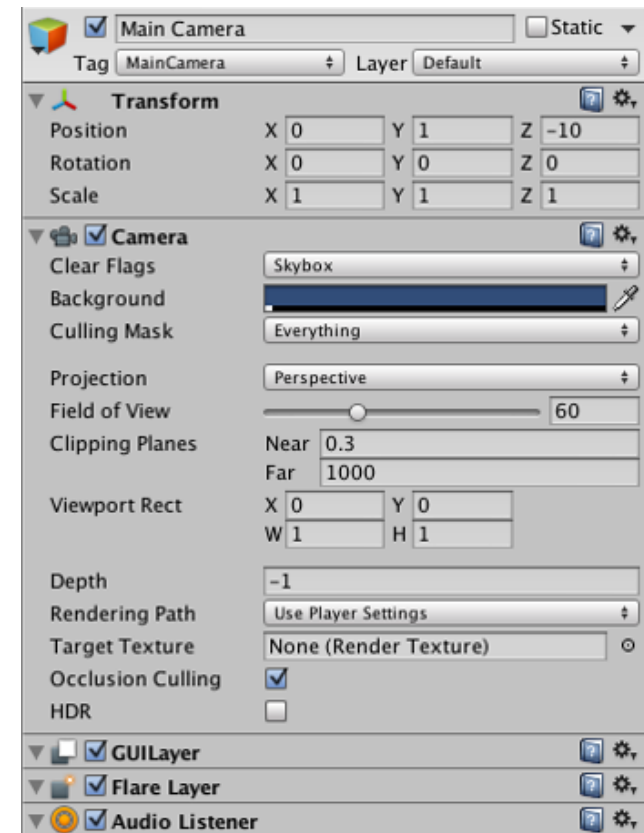 Main Camera Static
Tag MainCamera Layer Default
Transform
Position X 0 Y 1 Z -10
Rotation X 0 Y 0 Z 0
Scale X 1 Y 1 Z 1
Camera
Clear Flags Skybox
Background
Culling Mask Everything
Projection Perspective
Field of View 60
Clipping Planes Near 0.3
Far 1000
Viewport Rect X 0 Y 0
W 1 H 1
Depth -1
Rendering Path Use Player Settings
Target Texture None (Render Texture)
Occlusion Culling
HDR
GUILayer
Flare Layer
Audio Listener